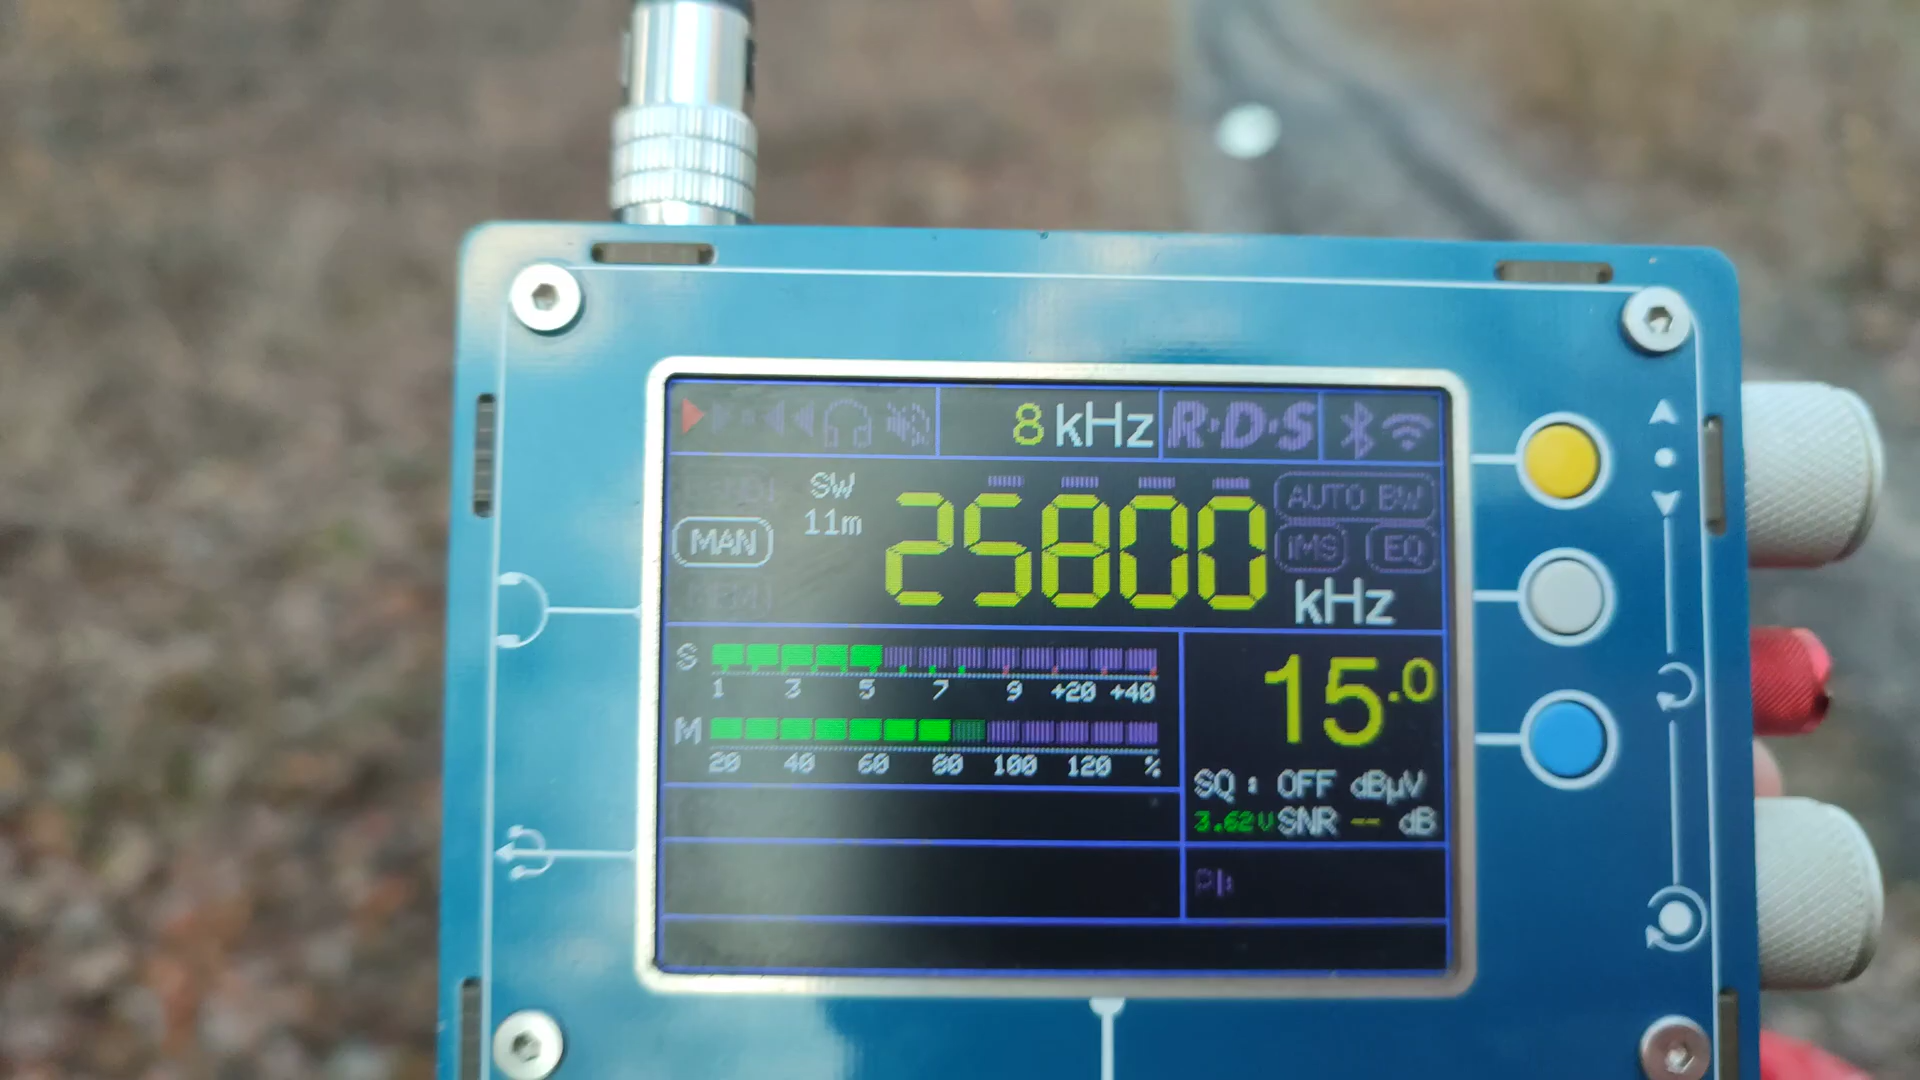 8 kHz R·D·S
SW
11m
MAN
25800
kHz
AUTO BW
iMS EQ
S
1 3 5 7 9 +20 +40
M
20 40 60 80 100 120 %
15.0
SQ: OFF dBµV
3.62V SNR -- dB